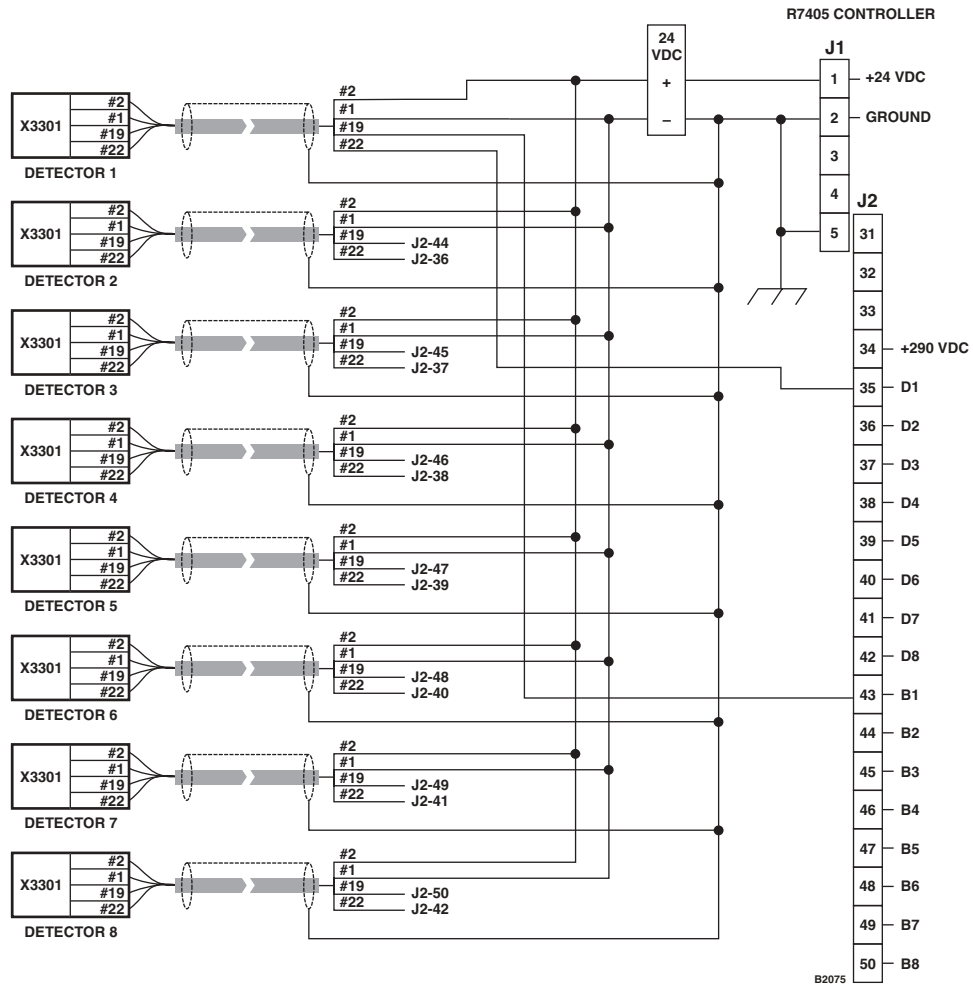 R7405 CONTROLLER
24
VDC
+
–
J1
1 +24 VDC
2 GROUND
3
4
5
J2
31
32
33
34 +290 VDC
35 D1
36 D2
37 D3
38 D4
39 D5
40 D6
41 D7
42 D8
43 B1
44 B2
45 B3
46 B4
47 B5
48 B6
49 B7
50 B8
X3301
#2
#1
#19
#22
DETECTOR 1
#2
#1
#19
#22
X3301
#2
#1
#19
#22
DETECTOR 2
#2
#1
#19 J2-44
#22 J2-36
X3301
#2
#1
#19
#22
DETECTOR 3
#2
#1
#19 J2-45
#22 J2-37
X3301
#2
#1
#19
#22
DETECTOR 4
#2
#1
#19 J2-46
#22 J2-38
X3301
#2
#1
#19
#22
DETECTOR 5
#2
#1
#19 J2-47
#22 J2-39
X3301
#2
#1
#19
#22
DETECTOR 6
#2
#1
#19 J2-48
#22 J2-40
X3301
#2
#1
#19
#22
DETECTOR 7
#2
#1
#19 J2-49
#22 J2-41
X3301
#2
#1
#19
#22
DETECTOR 8
#2
#1
#19 J2-50
#22 J2-42
B2075